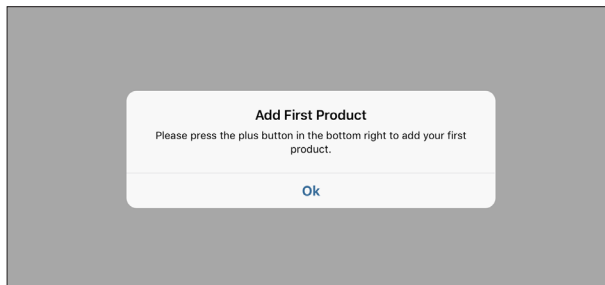 Add First Product
Please press the plus button in the bottom right to add your first
product.
Ok